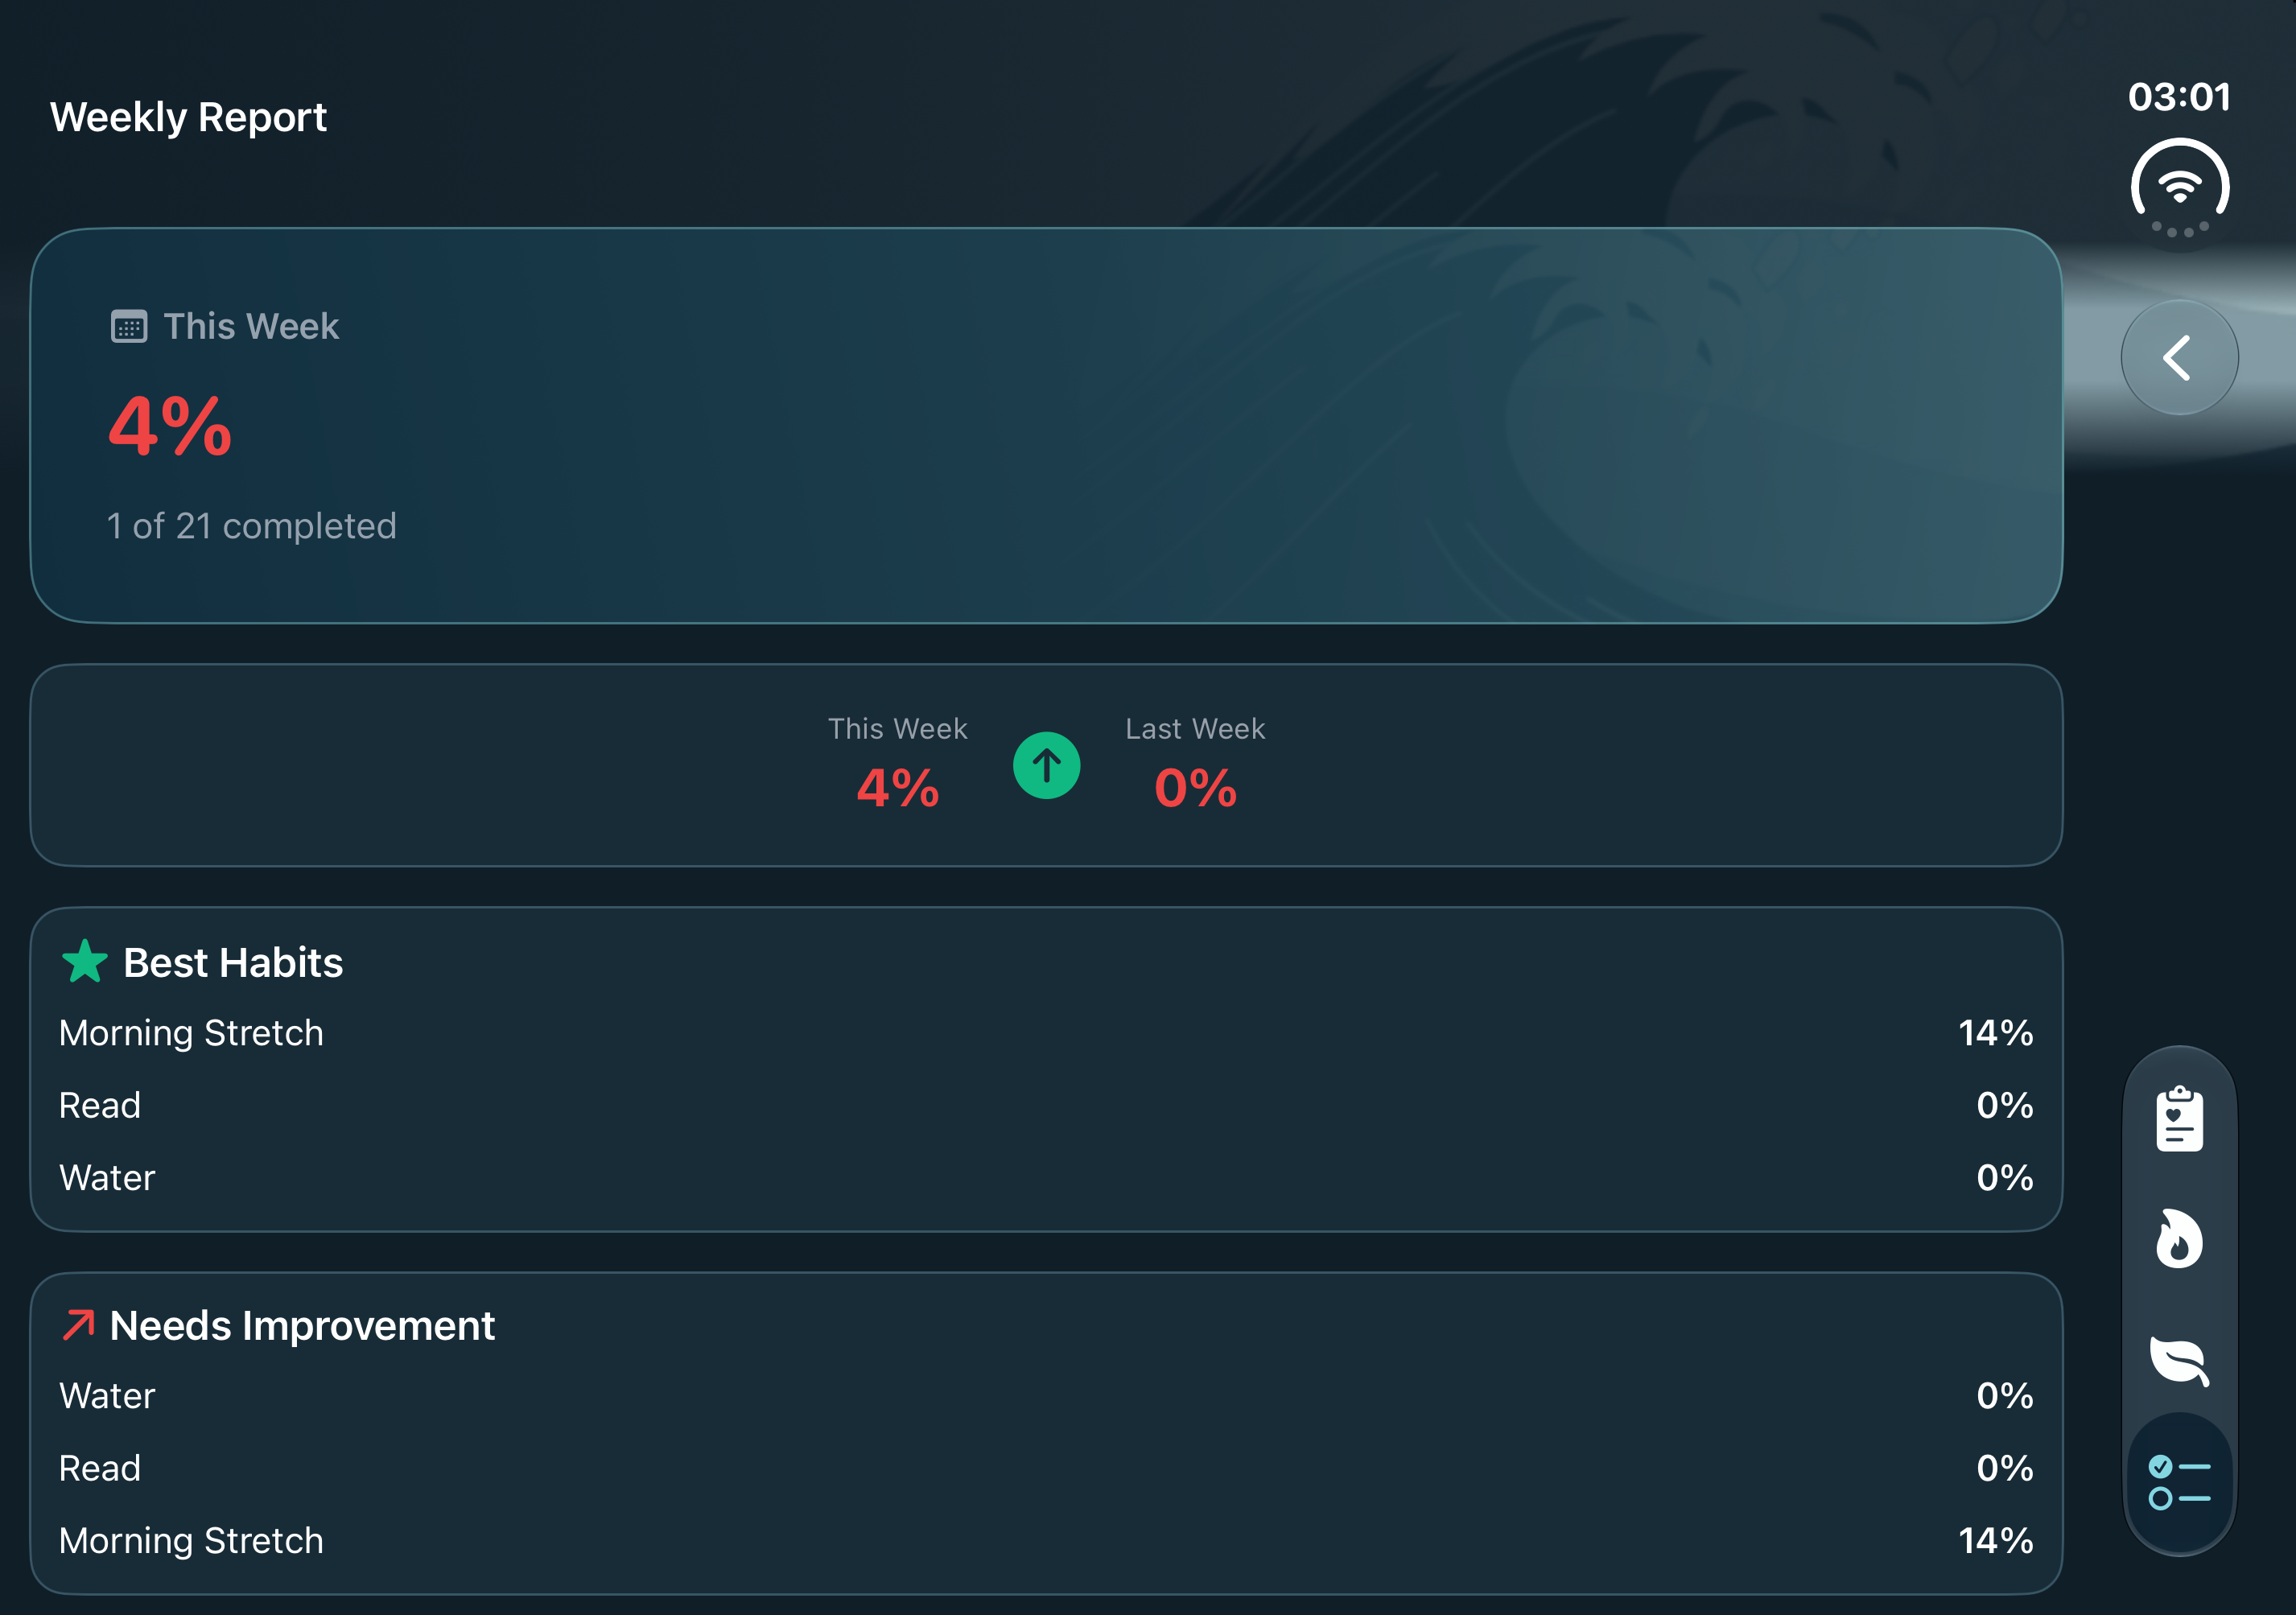 Weekly Report
03:01
This Week
4%
1 of 21 completed
This Week
4%
Last Week
0%
Best Habits
Morning Stretch 14%
Read 0%
Water 0%
Needs Improvement
Water 0%
Read 0%
Morning Stretch 14%